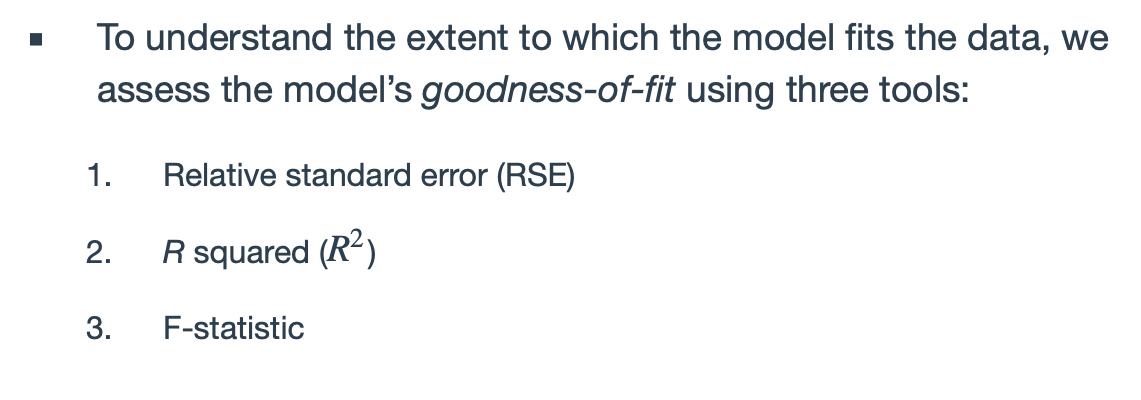 ▪ To understand the extent to which the model fits the data, we
assess the model's goodness-of-fit using three tools:
1. Relative standard error (RSE)
2. R squared (R²)
3. F-statistic